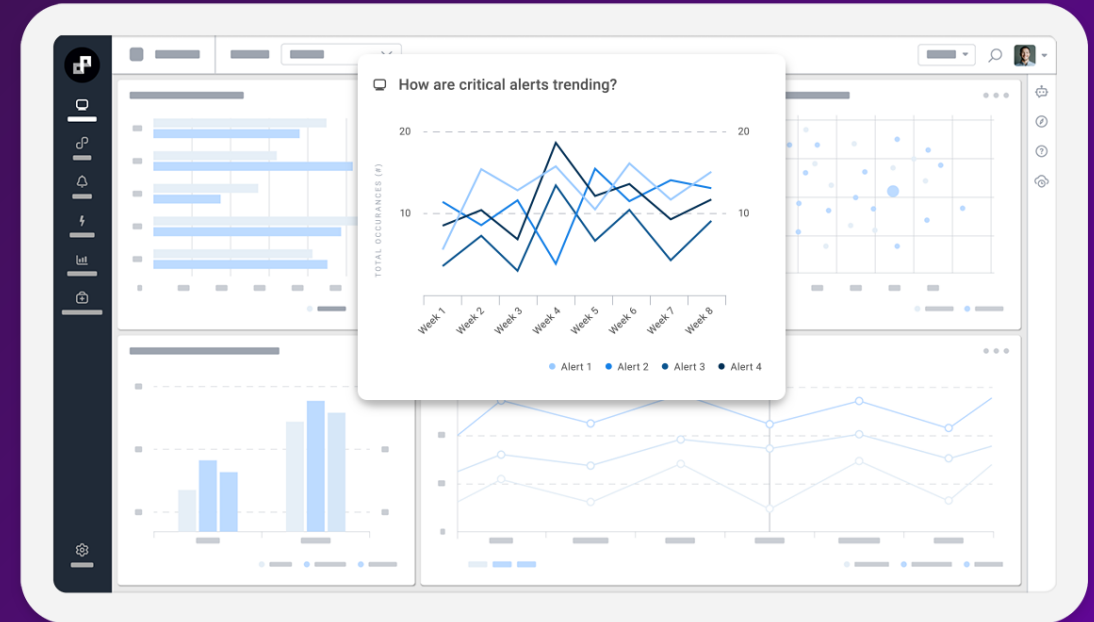 How are critical alerts trending?
20
20
10
10
TOTAL OCCURANCES (#)
Week 1
Week 2
Week 3
Week 4
Week 5
Week 6
Week 7
Week 8
Alert 1
Alert 2
Alert 3
Alert 4